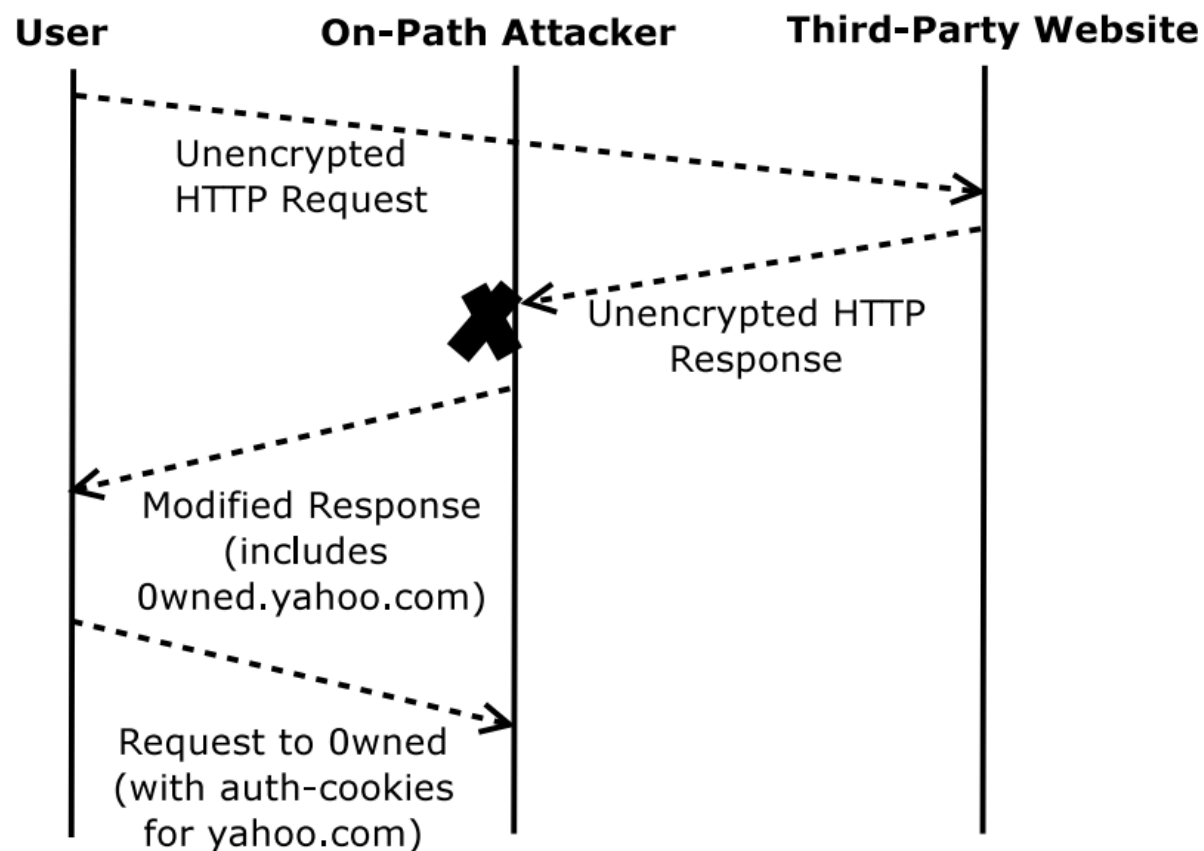 User
On-Path Attacker
Third-Party Website
Unencrypted
HTTP Request
Unencrypted HTTP
Response
Modified Response
(includes
0wned.yahoo.com)
Request to 0wned
(with auth-cookies
for yahoo.com)